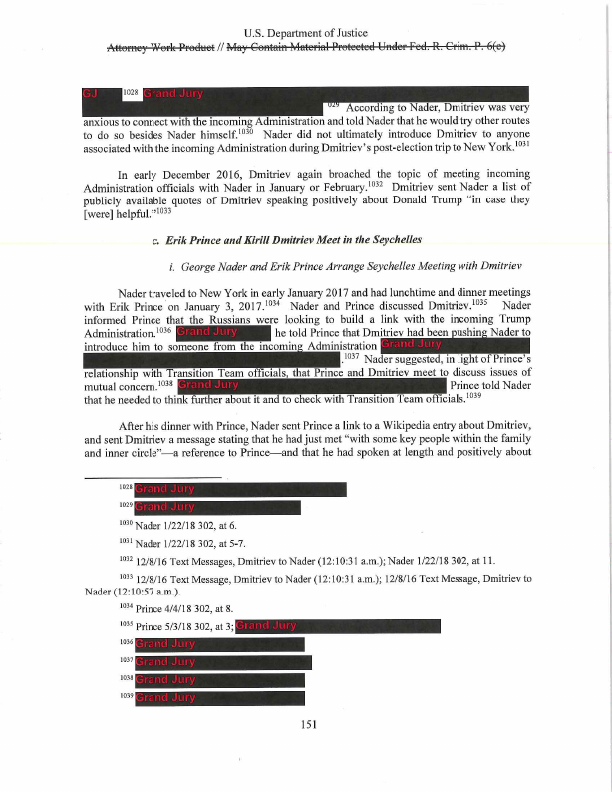 U.S. Department of Justice
Attorney Work Product // May Contain Material Protected Under Fed. R. Crim. P. 6(e)
GJ 1028 Grand Jury
029 According to Nader, Dmitriev was very
anxious to connect with the incoming Administration and told Nader that he would try other routes
to do so besides Nader himself.1030 Nader did not ultimately introduce Dmitriev to anyone
associated with the incoming Administration during Dmitriev's post-election trip to New York.1031
In early December 2016, Dmitriev again broached the topic of meeting incoming
Administration officials with Nader in January or February.1032 Dmitriev sent Nader a list of
publicly available quotes of Dmitriev speaking positively about Donald Trump "in case they
[were] helpful."1033
c. Erik Prince and Kirill Dmitriev Meet in the Seychelles
i. George Nader and Erik Prince Arrange Seychelles Meeting with Dmitriev
Nader traveled to New York in early January 2017 and had lunchtime and dinner meetings
with Erik Prince on January 3, 2017.1034 Nader and Prince discussed Dmitriev.1035 Nader
informed Prince that the Russians were looking to build a link with the incoming Trump
Administration.1036 Grand Jury he told Prince that Dmitriev had been pushing Nader to
introduce him to someone from the incoming Administration Grand Jury
.1037 Nader suggested, in light of Prince's
relationship with Transition Team officials, that Prince and Dmitriev meet to discuss issues of
mutual concern.1038 Grand Jury Prince told Nader
that he needed to think further about it and to check with Transition Team officials.1039
After his dinner with Prince, Nader sent Prince a link to a Wikipedia entry about Dmitriev,
and sent Dmitriev a message stating that he had just met "with some key people within the family
and inner circle"—a reference to Prince—and that he had spoken at length and positively about
1028 Grand Jury
1029 Grand Jury
1030 Nader 1/22/18 302, at 6.
1031 Nader 1/22/18 302, at 5-7.
1032 12/8/16 Text Messages, Dmitriev to Nader (12:10:31 a.m.); Nader 1/22/18 302, at 11.
1033 12/8/16 Text Messages, Dmitriev to Nader (12:10:31 a.m.); 12/8/16 Text Message, Dmitriev to
Nader (12:10:57 a.m.).
1034 Prince 4/4/18 302, at 8.
1035 Prince 5/3/18 302, at 3; Grand Jury
1036 Grand Jury
1037 Grand Jury
1038 Grand Jury
1039 Grand Jury
151